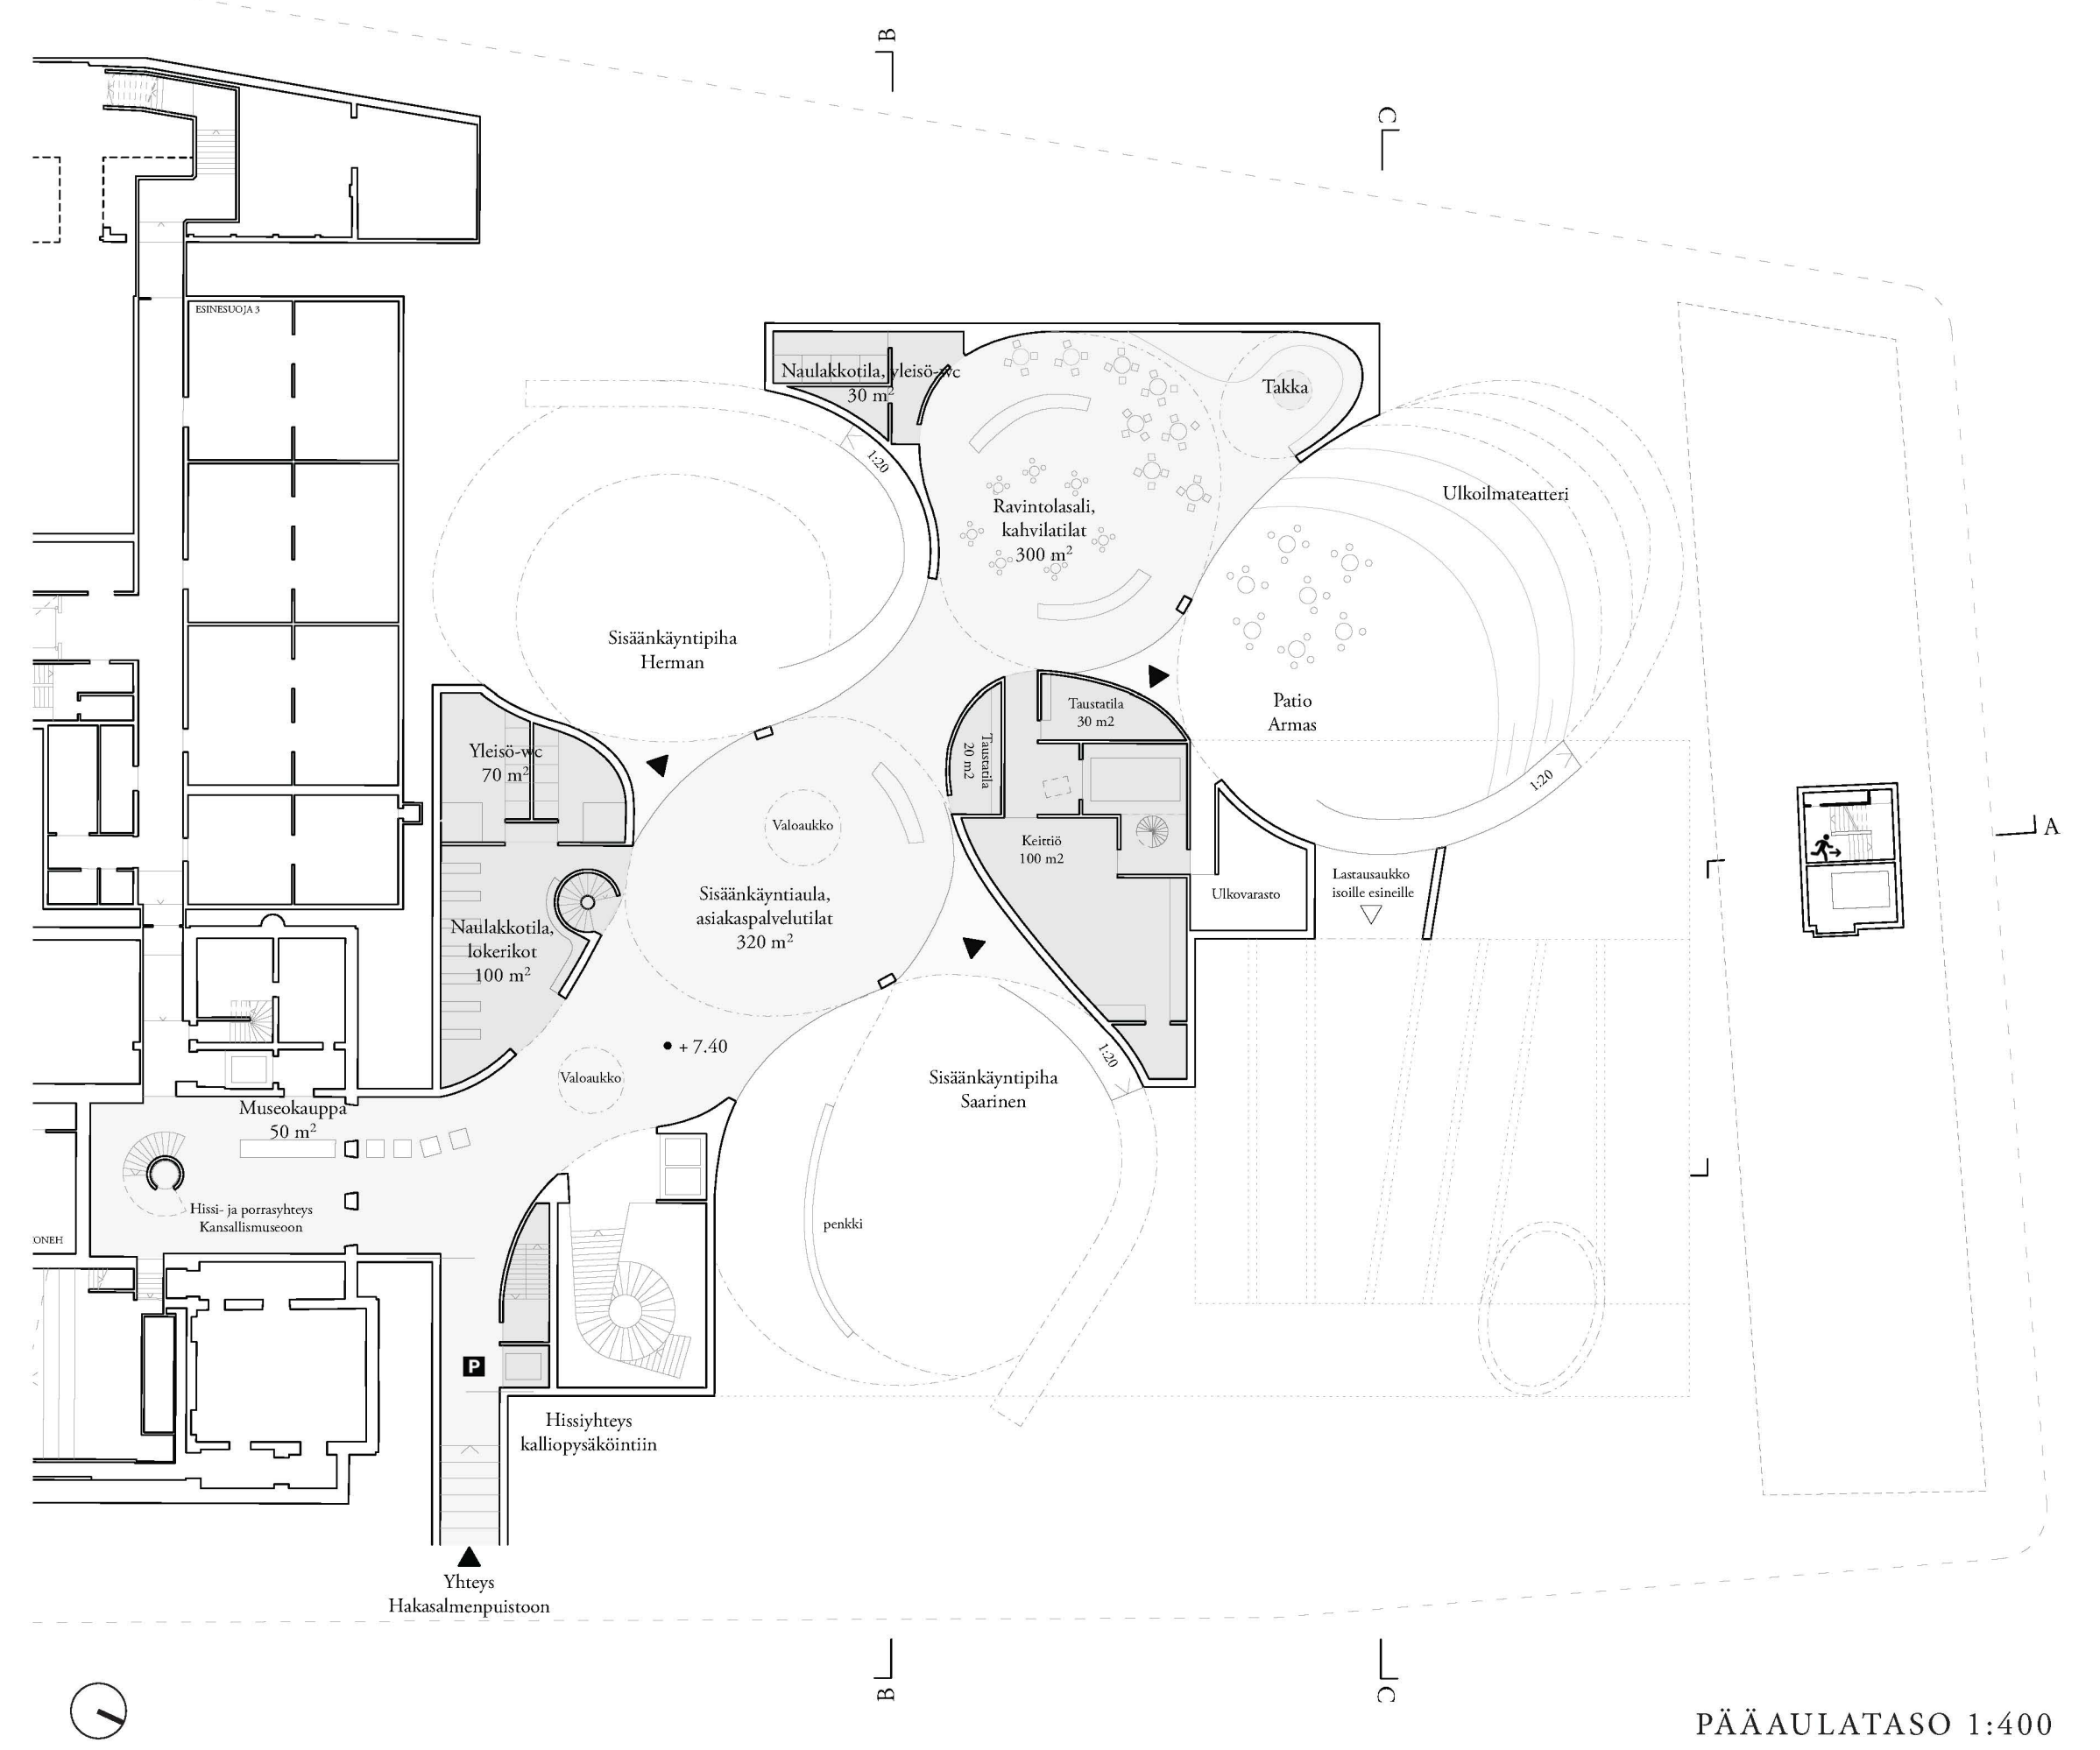 B
C
ESINESUOJA 3
Naulakkotila, yleisö-wc
30 m²
Takka
1:20
Ulkoilmateatteri
Ravintolasali,
kahvilatilat
300 m²
Sisäänkäyntipiha
Herman
Taustatila
30 m2
Patio
Armas
Yleisö-wc
70 m²
Taustatila
20 m2
1:20
Valoaukko
A
Keittiö
100 m2
Sisäänkäyntiaula,
asiakaspalvelutilat
320 m²
Ulkovarasto
Lastausaukko
isoille esineille
Naulakkotila,
lokerikot
100 m²
+ 7.40
1:20
Valoaukko
Sisäänkäyntipiha
Saarinen
Museokauppa
50 m²
Hissi- ja porrasyhteys
Kansallismuseoon
penkki
ONEH
P
Hissiyhteys
kalliopysäköintiin
Yhteys
Hakasalmenpuistoon
B
C
PÄÄAULATASO 1:400